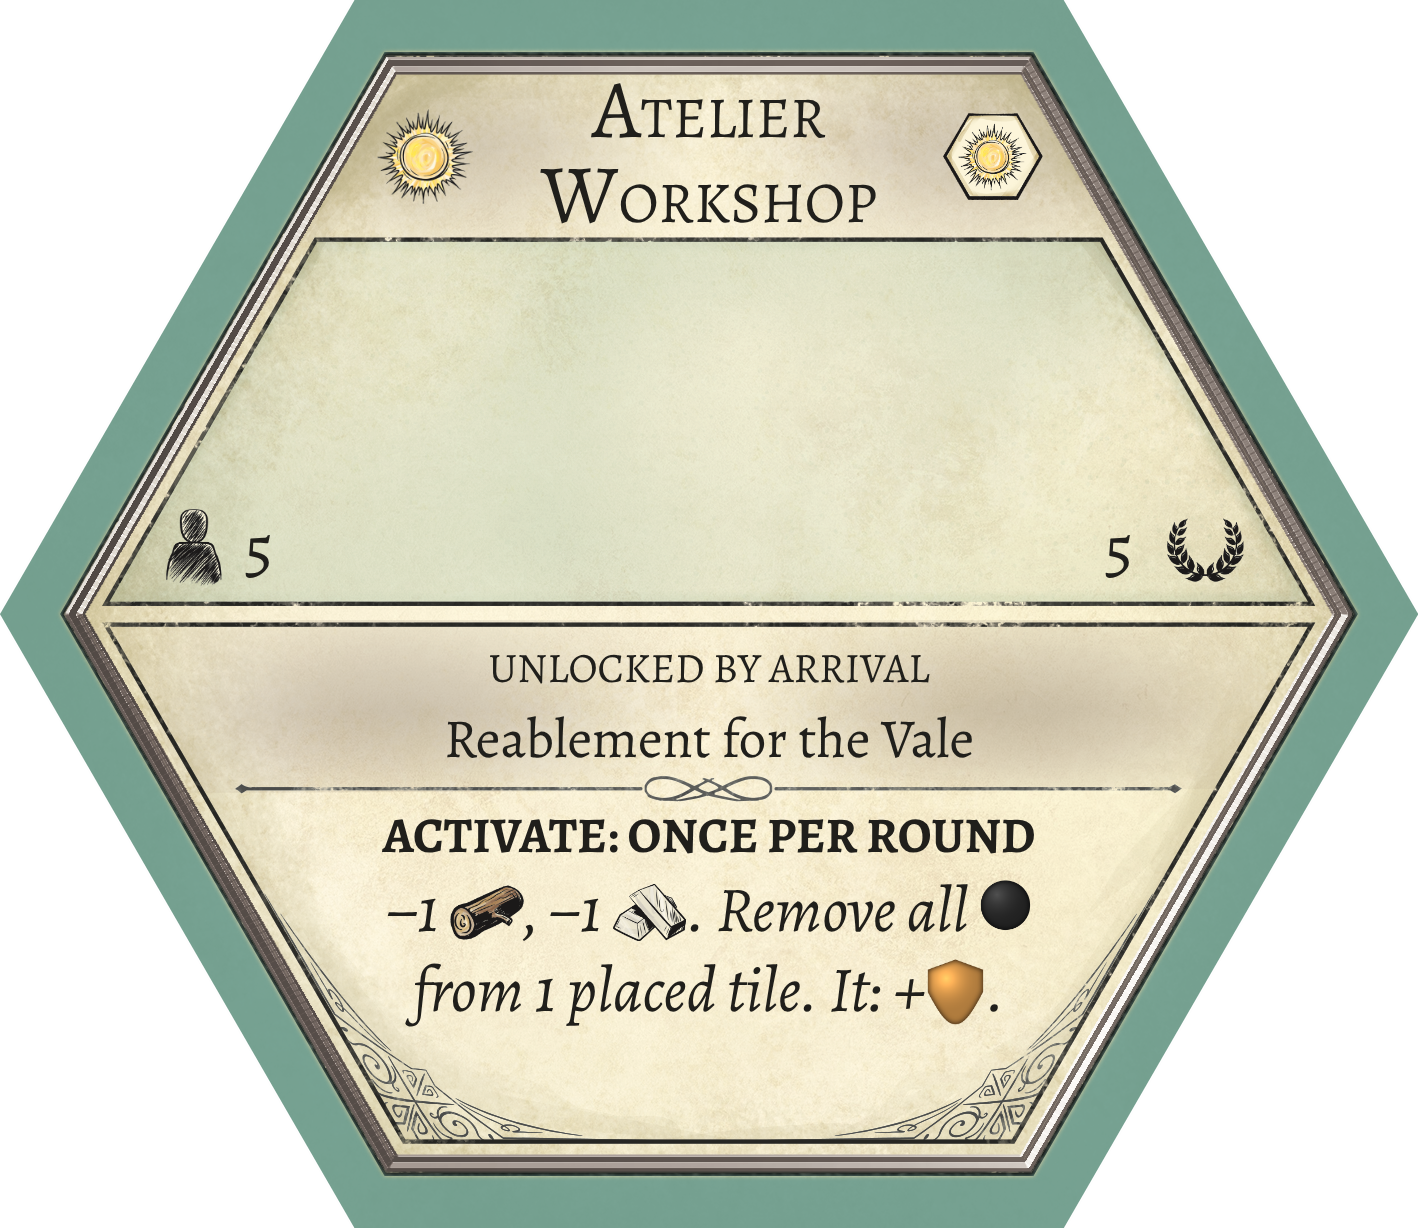 Atelier
Workshop
5
5
UNLOCKED BY ARRIVAL
Reablement for the Vale
ACTIVATE: ONCE PER ROUND
–1 , –1 . Remove all
from 1 placed tile. It: + .